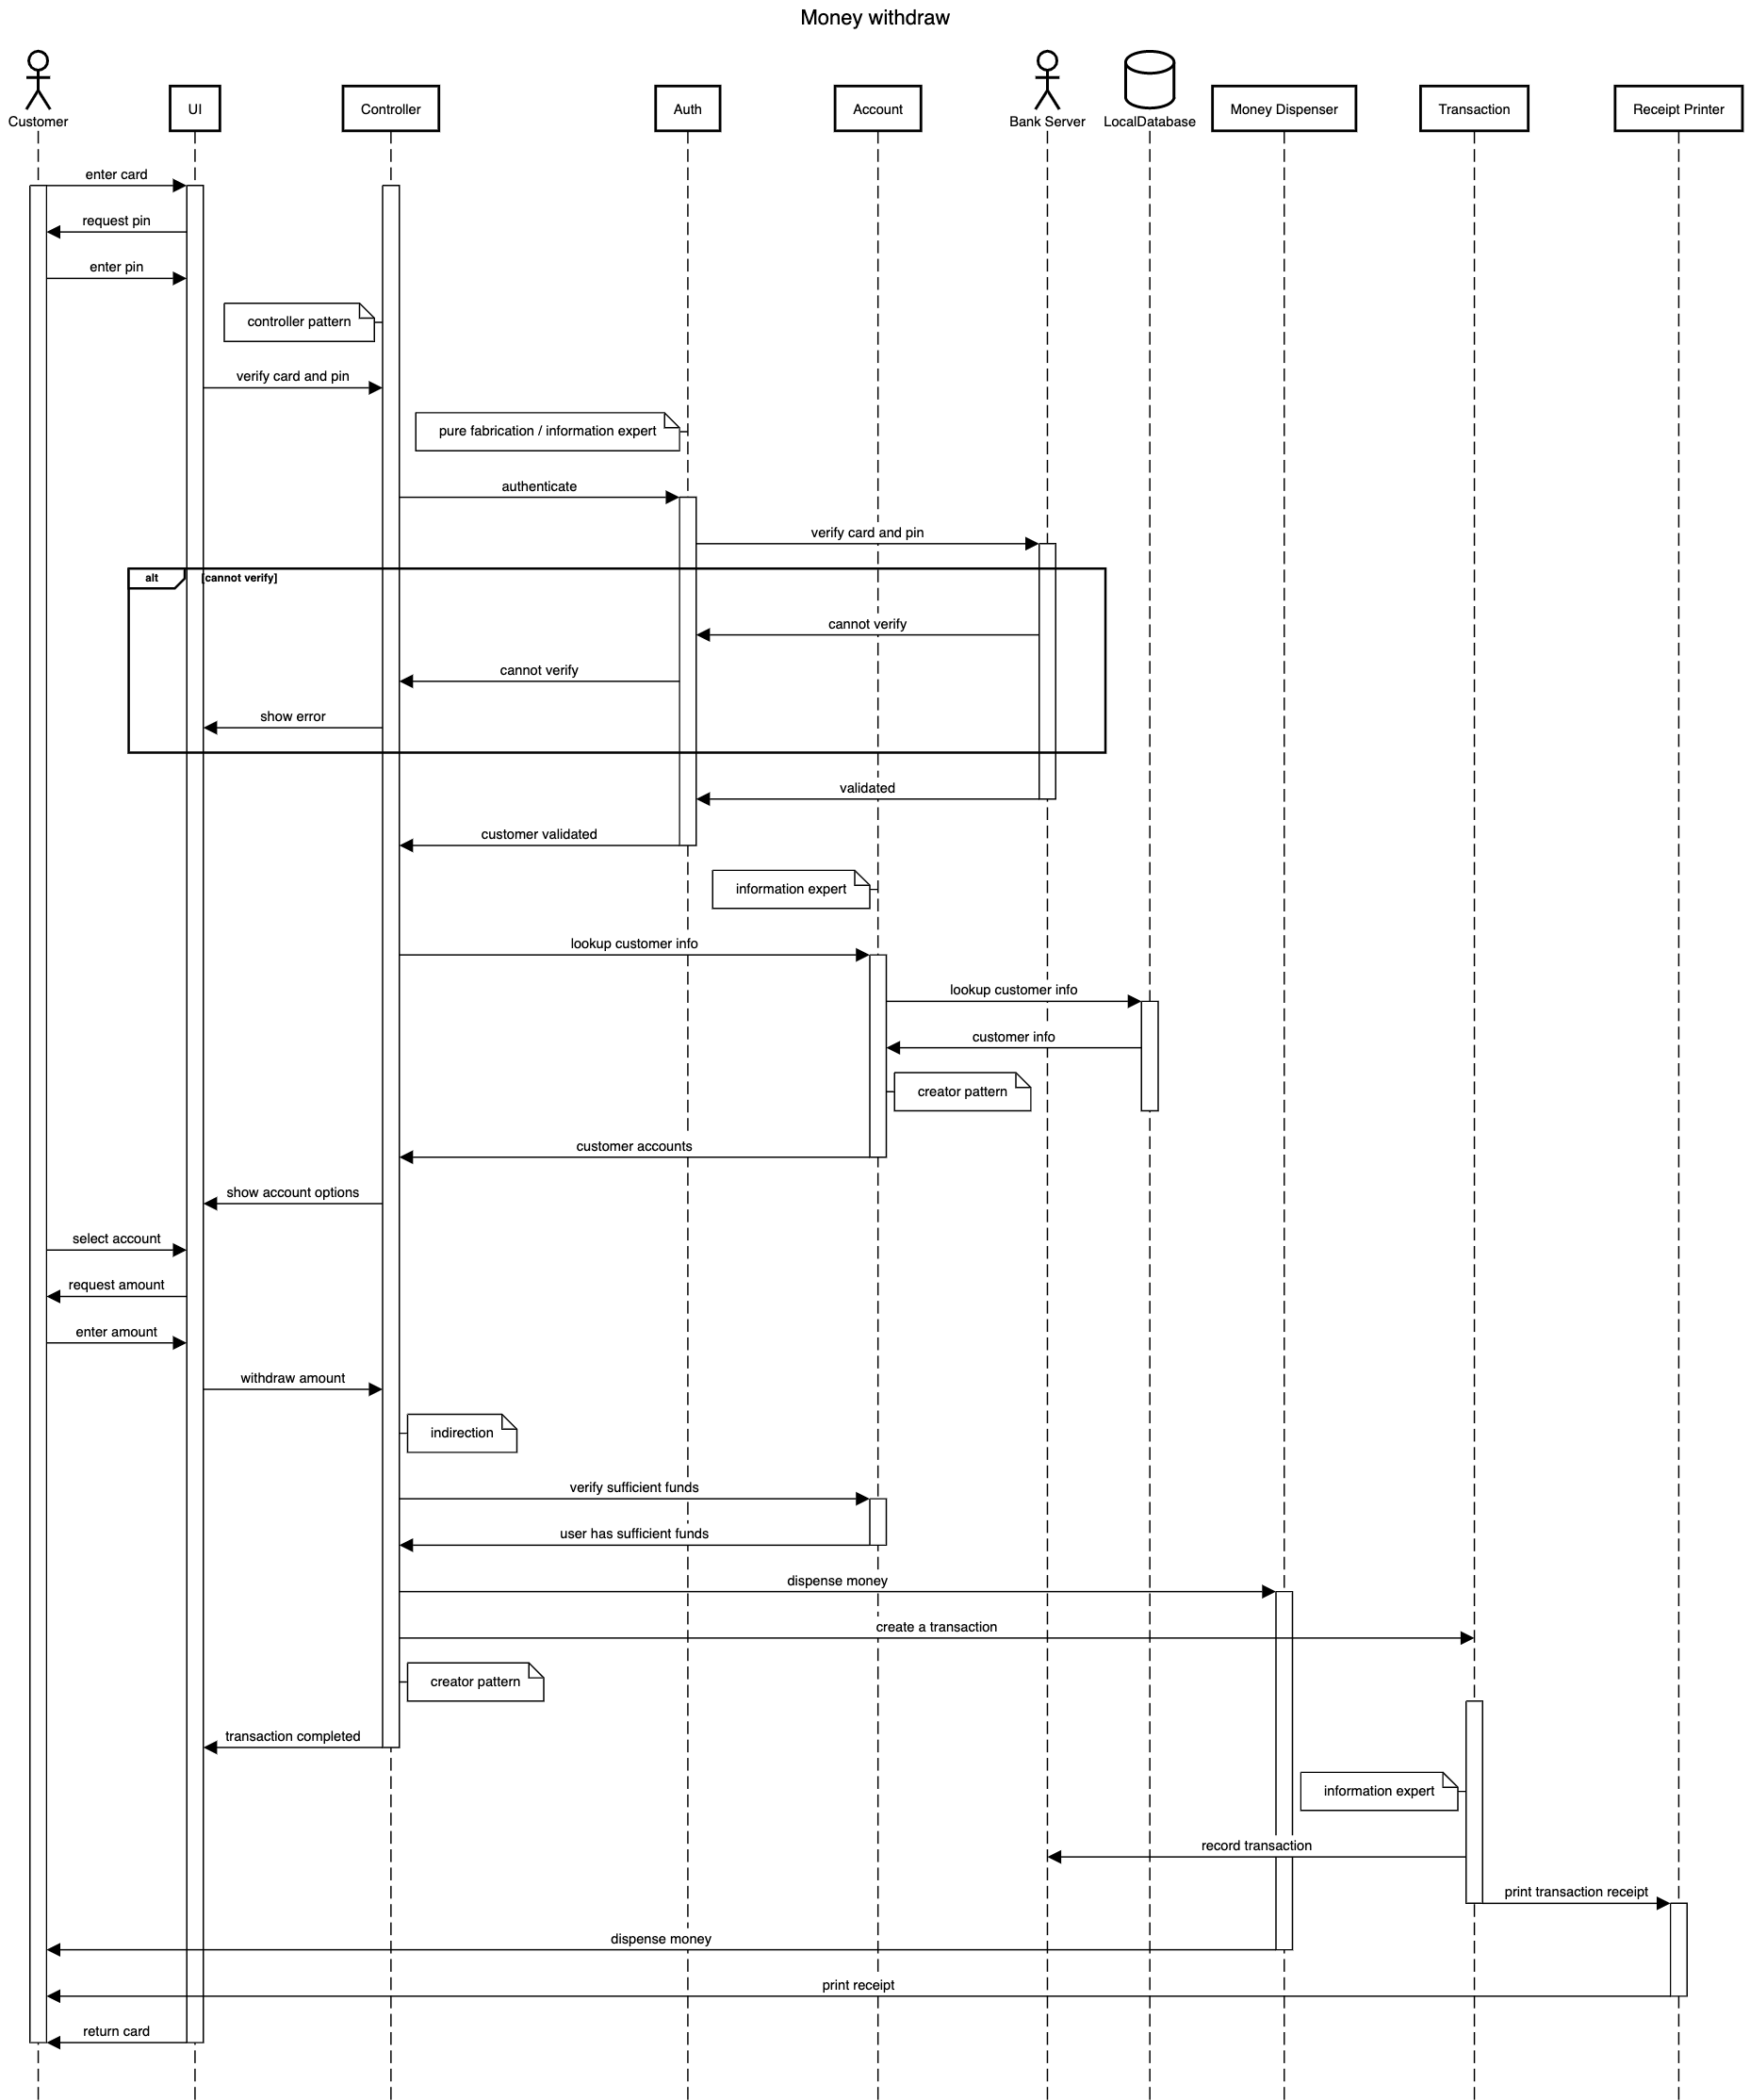 Money withdraw
Customer
UI
Controller
Auth
Account
Bank Server
LocalDatabase
Money Dispenser
Transaction
Receipt Printer
enter card
request pin
enter pin
controller pattern
verify card and pin
pure fabrication / information expert
authenticate
verify card and pin
alt
[cannot verify]
cannot verify
cannot verify
show error
validated
customer validated
information expert
lookup customer info
lookup customer info
customer info
creator pattern
customer accounts
show account options
select account
request amount
enter amount
withdraw amount
indirection
verify sufficient funds
user has sufficient funds
dispense money
create a transaction
creator pattern
transaction completed
information expert
record transaction
print transaction receipt
dispense money
print receipt
return card